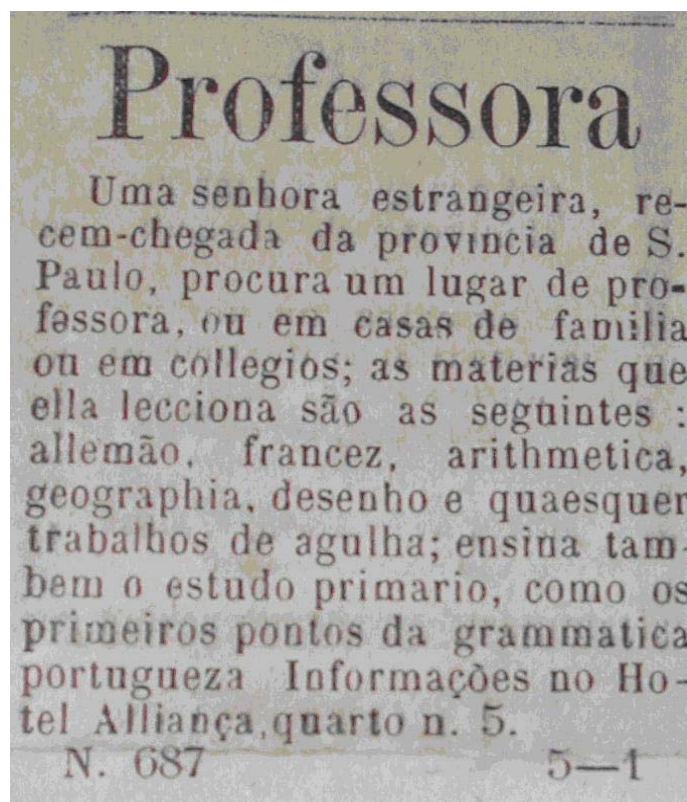 Professora
Uma senhora estrangeira, re-
cem-chegada da provincia de S.
Paulo, procura um lugar de pro-
fessora, ou em casas de familia
ou em collegios; as materias que
ella lecciona são as seguintes :
allemão, francez, arithmetica,
geographia, desenho e quaesquer
trabalhos de agulha; ensina tam-
bem o estudo primario, como os
primeiros pontos da grammatica
portugueza Informações no Ho-
tel Alliança, quarto n. 5.
N. 687 5—1